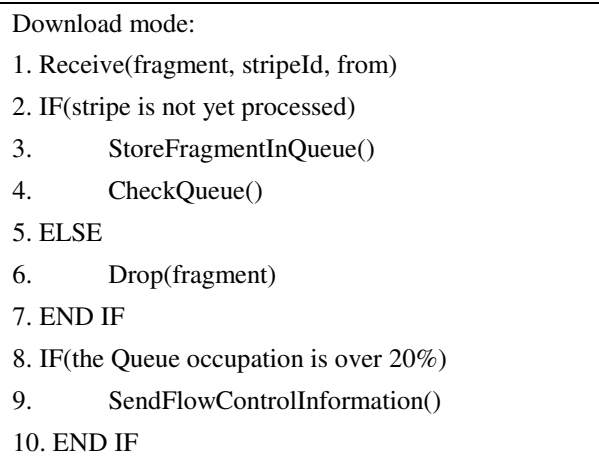 Download mode:
1. Receive(fragment, stripeId, from)
2. IF(stripe is not yet processed)
3. StoreFragmentInQueue()
4. CheckQueue()
5. ELSE
6. Drop(fragment)
7. END IF
8. IF(the Queue occupation is over 20%)
9. SendFlowControlInformation()
10. END IF